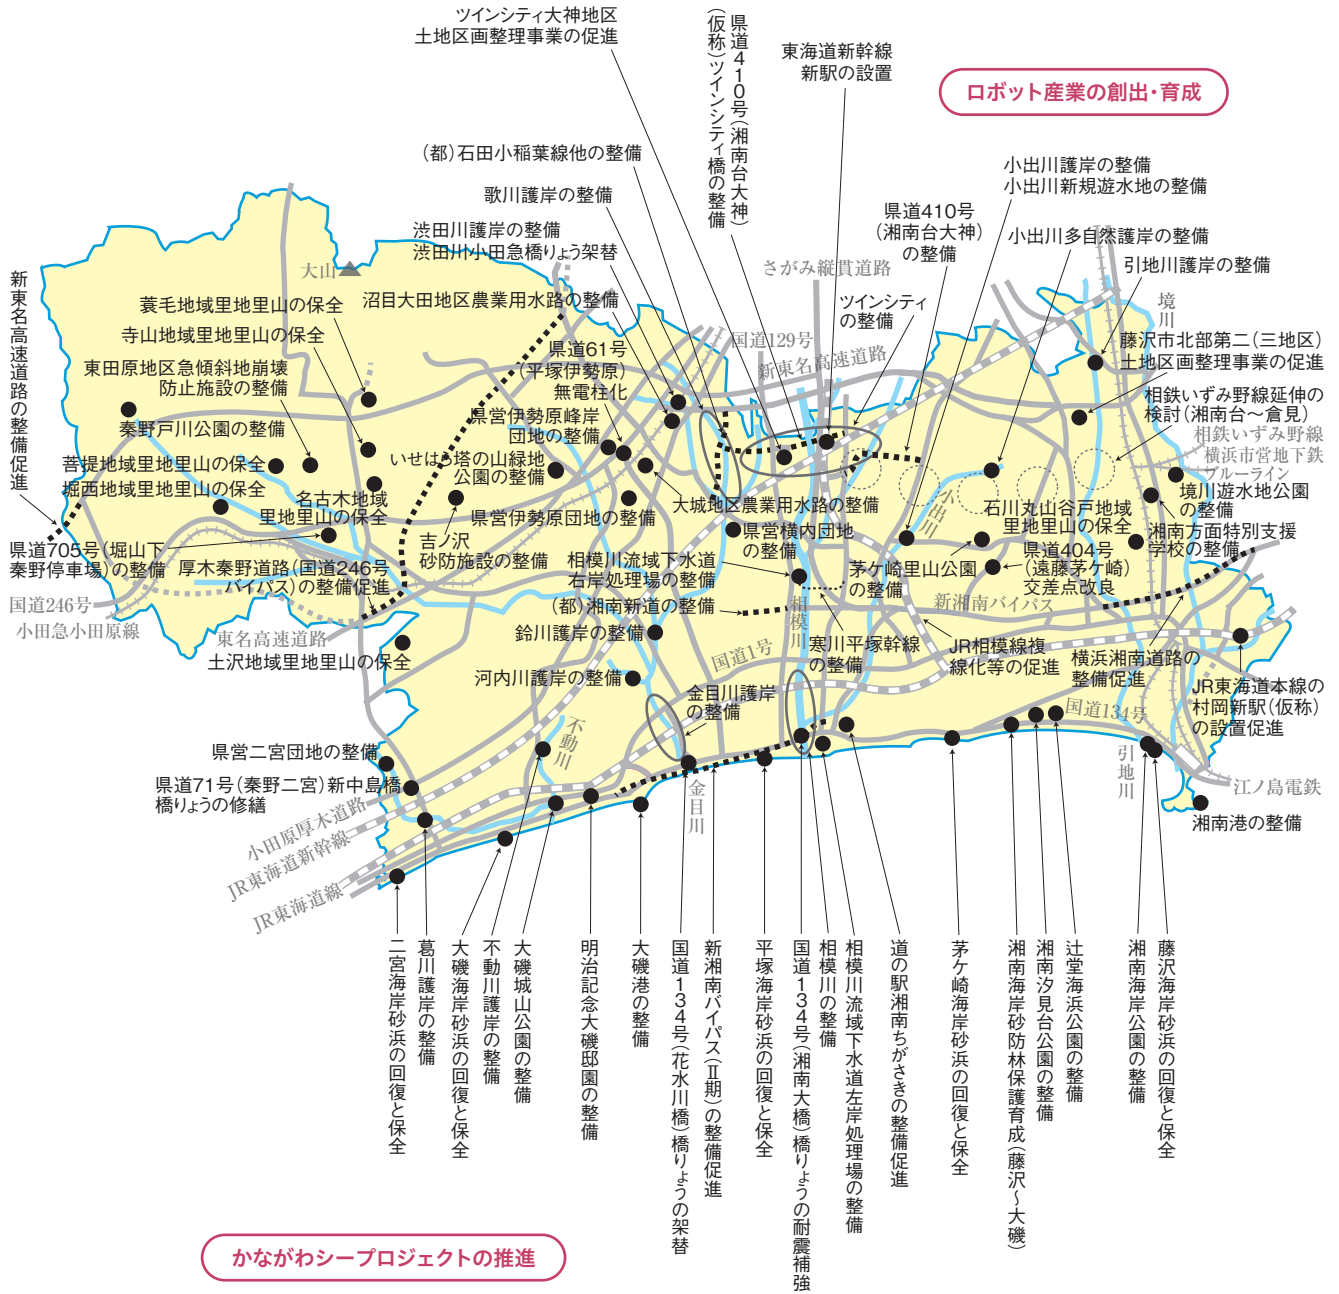 ツインシティ大神地区
土地区画整理事業の促進
県道410号(湘南台大神)
(仮称)ツインシティ橋の整備
東海道新幹線
新駅の設置
ロボット産業の創出・育成
(都)石田小稲葉線他の整備
歌川護岸の整備
渋田川護岸の整備
渋田川小田急橋りょう架替
沼目大田地区農業用水路の整備
小出川護岸の整備
小出川新規遊水地の整備
県道410号
(湘南台大神)
の整備
小出川多自然護岸の整備
引地川護岸の整備
さがみ縦貫道路
ツインシティ
の整備
境川
大山
新東名高速道路の整備促進
蓑毛地域里地里山の保全
寺山地域里地里山の保全
東田原地区急傾斜地崩壊
防止施設の整備
秦野戸川公園の整備
菩提地域里地里山の保全
堀西地域里地里山の保全
名古木地域
里地里山の保全
県道61号
(平塚伊勢原)
無電柱化
県営伊勢原峰岸
団地の整備
いせはら塔の山緑地
公園の整備
国道129号
新東名高速道路
藤沢市北部第二(三地区)
土地区画整理事業の促進
相鉄いずみ野線延伸の
検討(湘南台〜倉見)
相鉄いずみ野線
横浜市営地下鉄
ブルーライン
境川遊水地公園
の整備
湘南方面特別支援
学校の整備
県営伊勢原団地の整備
大城地区農業用水路の整備
県営横内団地
の整備
小出川
石川丸山谷戸地域
里地里山の保全
県道404号
(遠藤茅ケ崎)
交差点改良
吉ノ沢
砂防施設の整備
相模川流域下水道
右岸処理場の整備
茅ケ崎里山公園
の整備
県道705号(堀山下
秦野停車場)の整備
厚木秦野道路(国道246号
バイパス)の整備促進
国道246号
小田急小田原線
東名高速道路
土沢地域里地里山の保全
(都)湘南新道の整備
相模川
新湘南バイパス
鈴川護岸の整備
国道1号
寒川平塚幹線
の整備
JR相模線複
線化等の促進
横浜湘南道路の
整備促進
河内川護岸の整備
金目川護岸
の整備
JR東海道本線の
村岡新駅(仮称)
の設置促進
国道134号
不動川
県営二宮団地の整備
県道71号(秦野二宮)新中島橋
橋りょうの修繕
金目川
引地川
江ノ島電鉄
湘南港の整備
小田原厚木道路
JR東海道新幹線
JR東海道線
二宮海岸砂浜の回復と保全
葛川護岸の整備
大磯海岸砂浜の回復と保全
不動川護岸の整備
大磯城山公園の整備
明治記念大磯邸園の整備
大磯港の整備
国道134号(花水川橋)橋りょうの架替
新湘南バイパス(Ⅱ期)の整備促進
平塚海岸砂浜の回復と保全
国道134号(湘南大橋)橋りょうの耐震補強
相模川の整備
相模川流域下水道左岸処理場の整備
道の駅湘南ちがさきの整備促進
茅ケ崎海岸砂浜の回復と保全
湘南海岸砂防林保護育成(藤沢〜大磯)
湘南汐見台公園の整備
辻堂海浜公園の整備
湘南海岸公園の整備
藤沢海岸砂浜の回復と保全
かながわシープロジェクトの推進